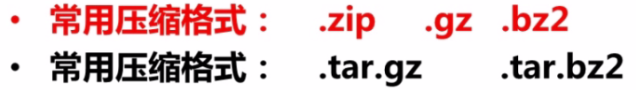 • 常用压缩格式： .zip .gz .bz2
• 常用压缩格式： .tar.gz .tar.bz2